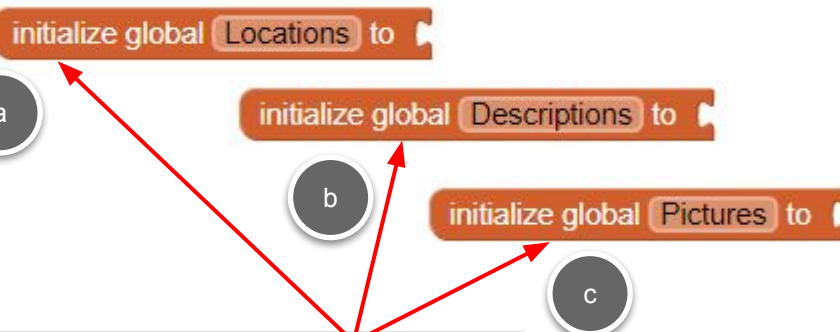 initialize global Locations to
a
initialize global Descriptions to
b
initialize global Pictures to
c